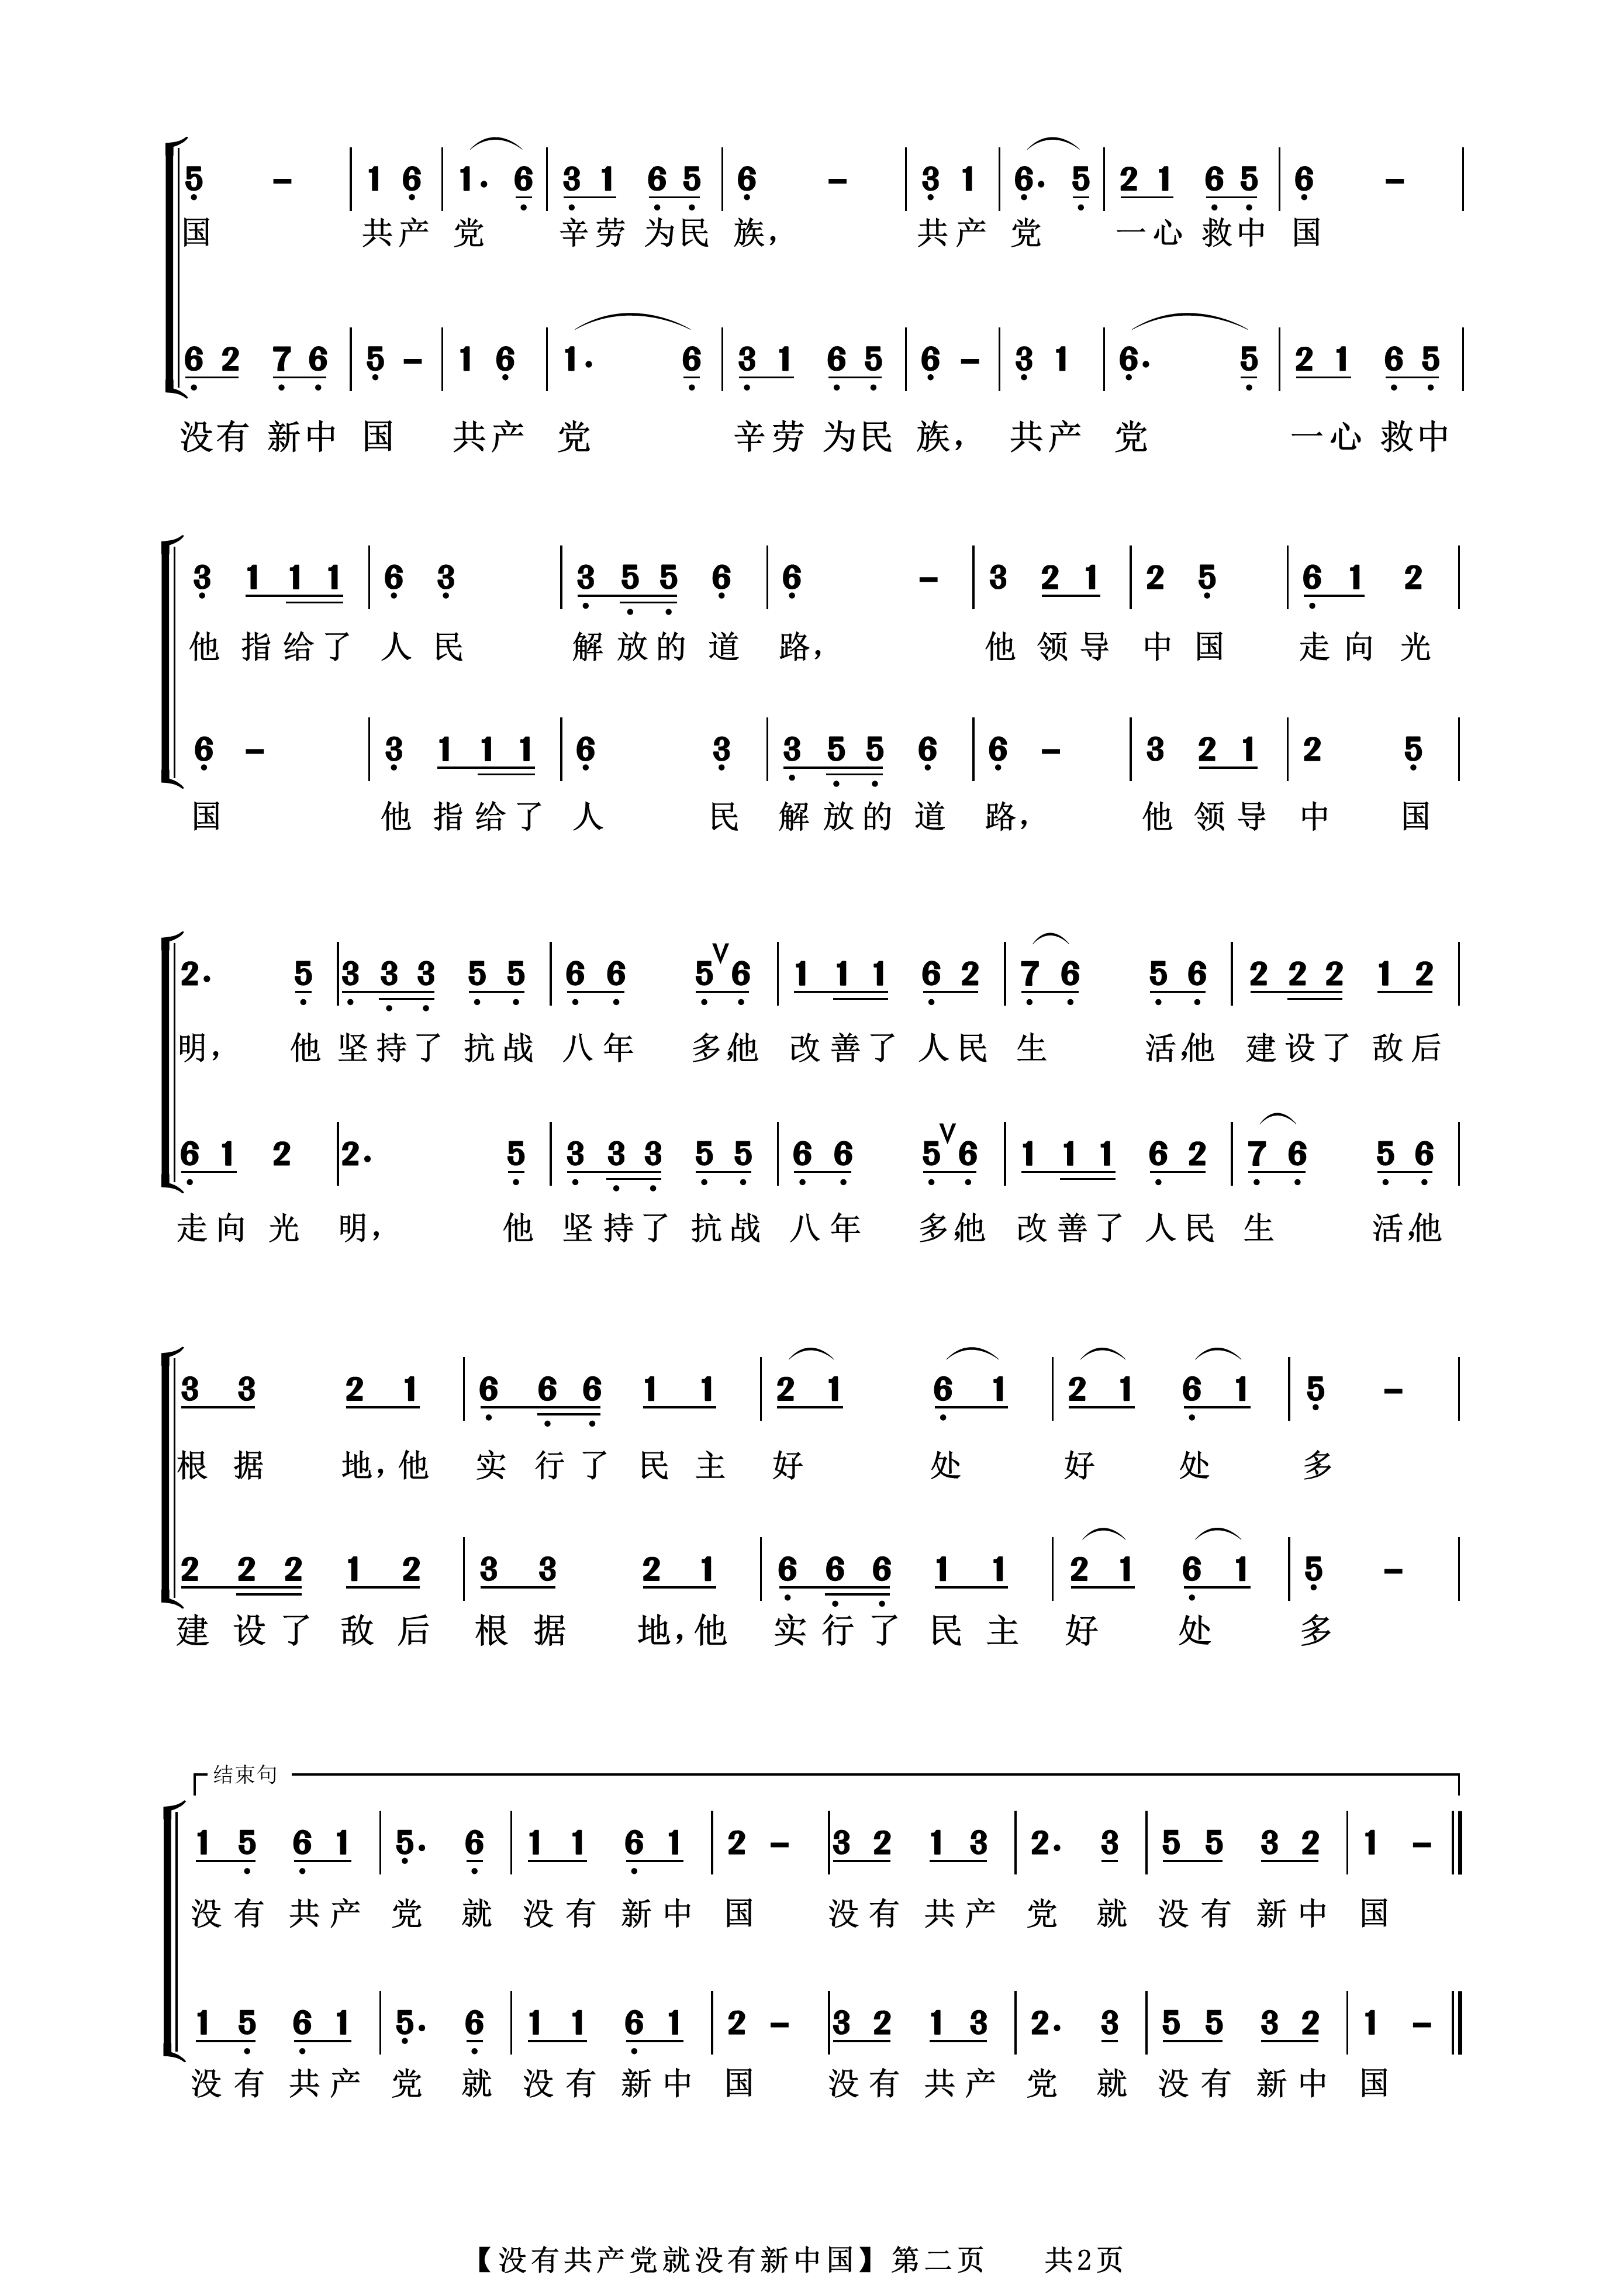 5 - | 1 6 | 1. 6 | 3 1 6 5 | 6 - | 3 1 | 6. 5 | 2 1 6 5 | 6 - |
国 共产 党 辛劳 为民 族， 共产 党 一心 救中 国
6 2 7 6 | 5 - | 1 6 | 1. 6 | 3 1 6 5 | 6 - | 3 1 | 6. 5 | 2 1 6 5 |
没有 新中 国 共产 党 辛劳 为民 族， 共产 党 一心 救中
3 1 1 1 | 6 3 | 3 5 5 6 | 6 - | 3 2 1 | 2 5 | 6 1 2 |
他 指给了 人民 解放的道 路， 他领导 中国 走向光
6 - | 3 1 1 1 | 6 3 | 3 5 5 6 | 6 - | 3 2 1 | 2 5 |
国 他指给了 人民 解放的道 路， 他领导 中国
2. 5 | 3 3 3 5 5 | 6 6 5 ∨ 6 | 1 1 1 6 2 | 7 6 5 6 | 2 2 2 1 2 |
明， 他 坚持了抗战 八年 多，他 改善了人民 生 活，他 建设了敌后
6 1 2 | 2. 5 | 3 3 3 5 5 | 6 6 5 ∨ 6 | 1 1 1 6 2 | 7 6 5 6 |
走向光 明， 他 坚持了抗战 八年 多，他 改善了人民 生 活，他
3 3 2 1 | 6 6 6 1 1 | 2 1 6 1 | 2 1 6 1 | 5 - |
根据 地，他 实行了民主 好 处 好 处 多
2 2 2 1 2 | 3 3 2 1 | 6 6 6 1 1 | 2 1 6 1 | 5 - |
建设了敌后 根据 地，他 实行了民主 好 处 多
结束句
1 5 6 1 | 5. 6 | 1 1 6 1 | 2 - | 3 2 1 3 | 2. 3 | 5 5 3 2 | 1 - ‖
没有共产 党 就 没有新中 国 没有共产 党 就 没有新中 国
1 5 6 1 | 5. 6 | 1 1 6 1 | 2 - | 3 2 1 3 | 2. 3 | 5 5 3 2 | 1 - ‖
没有共产 党 就 没有新中 国 没有共产 党 就 没有新中 国
【没有共产党就没有新中国】第二页 共2页